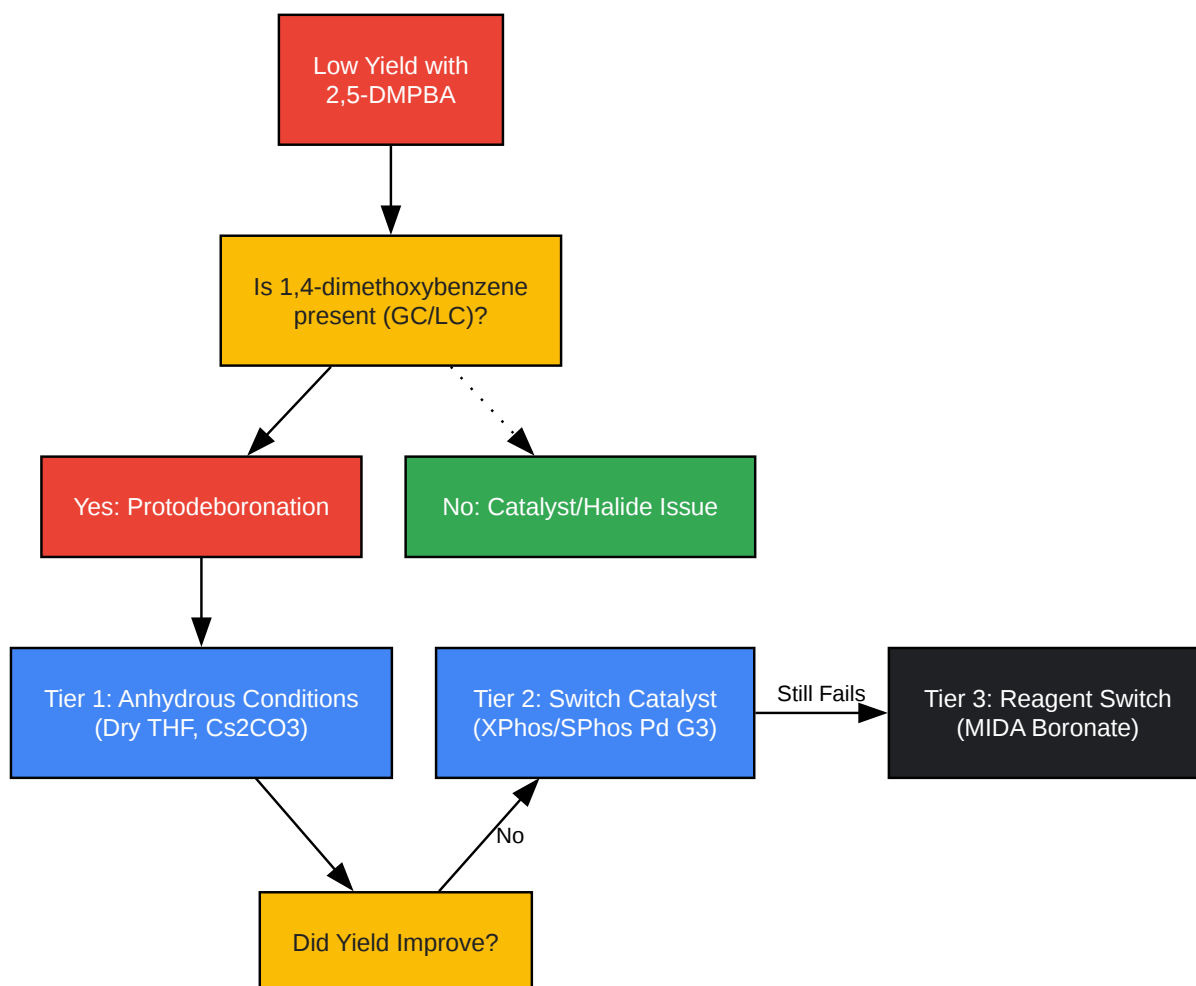 Low Yield with
2,5-DMPBA
Is 1,4-dimethoxybenzene
present (GC/LC)?
Yes: Protodeboronation
No: Catalyst/Halide Issue
Tier 1: Anhydrous Conditions
(Dry THF, Cs2CO3)
Tier 2: Switch Catalyst
(XPhos/SPhos Pd G3)
Still Fails
Tier 3: Reagent Switch
(MIDA Boronate)
No
Did Yield Improve?